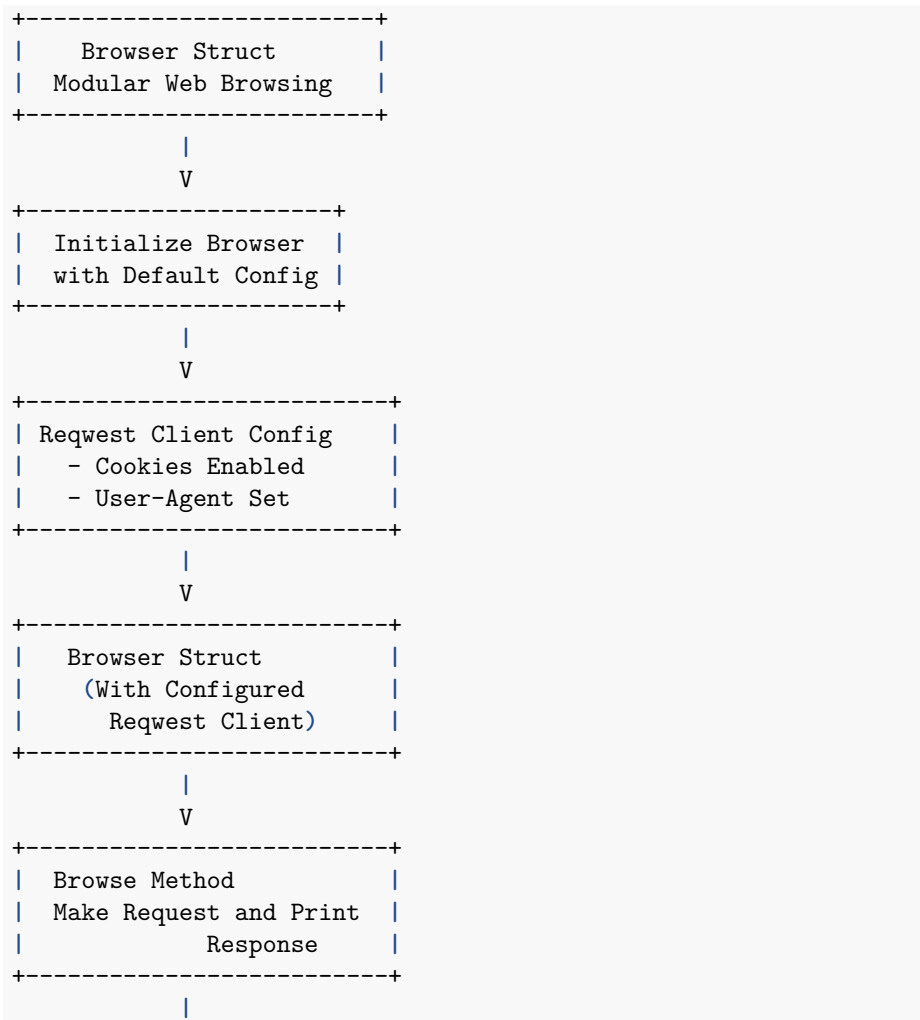 +-------------------------+
|    Browser Struct       |
|  Modular Web Browsing   |
+-------------------------+
            |
            V
+----------------------+
|  Initialize Browser  |
|  with Default Config |
+----------------------+
            |
            V
+--------------------------+
| Reqwest Client Config    |
|   - Cookies Enabled      |
|   - User-Agent Set       |
+--------------------------+
            |
            V
+--------------------------+
|   Browser Struct         |
|    (With Configured      |
|      Reqwest Client)     |
+--------------------------+
            |
            V
+--------------------------+
|  Browse Method           |
|  Make Request and Print  |
|             Response     |
+--------------------------+
            |